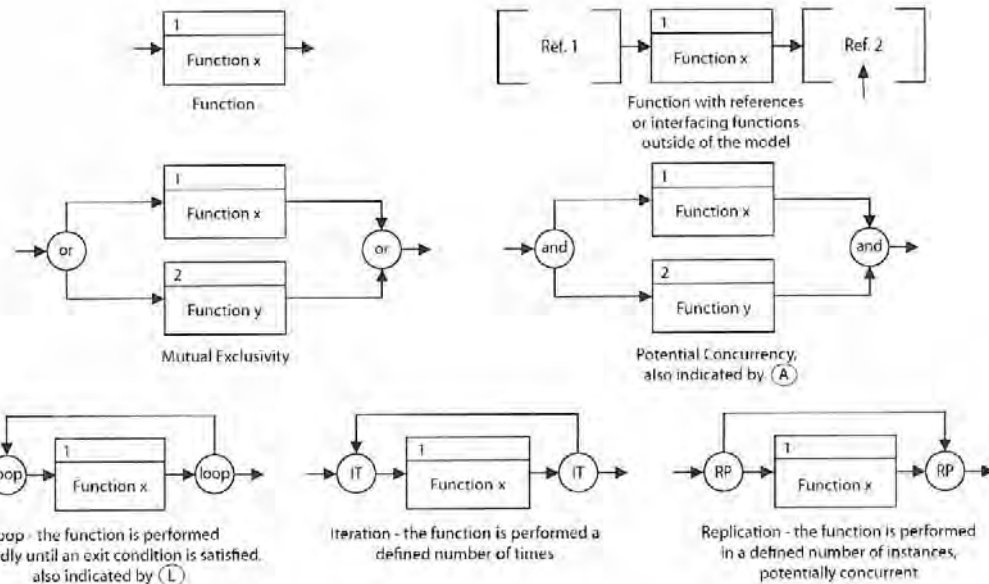 1
Function x
Function
Ref. 1
1
Function x
Ref. 2
Function with references
or interfacing functions
outside of the model
or
1
Function x
2
Function y
or
Mutual Exclusivity
and
1
Function x
2
Function y
and
Potential Concurrency,
also indicated by A
oop
1
Function x
loop
oop - the function is performed
dly until an exit condition is satisfied,
also indicated by L
IT
1
Function x
IT
Iteration - the function is performed a
defined number of times
RP
1
Function x
RP
Replication - the function is performed
in a defined number of instances,
potentially concurrent